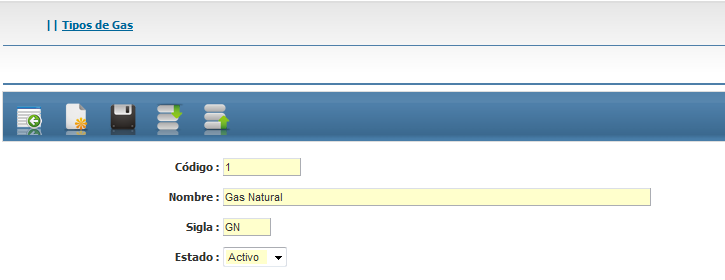 || Tipos de Gas
Código : 1
Nombre : Gas Natural
Sigla : GN
Estado : Activo